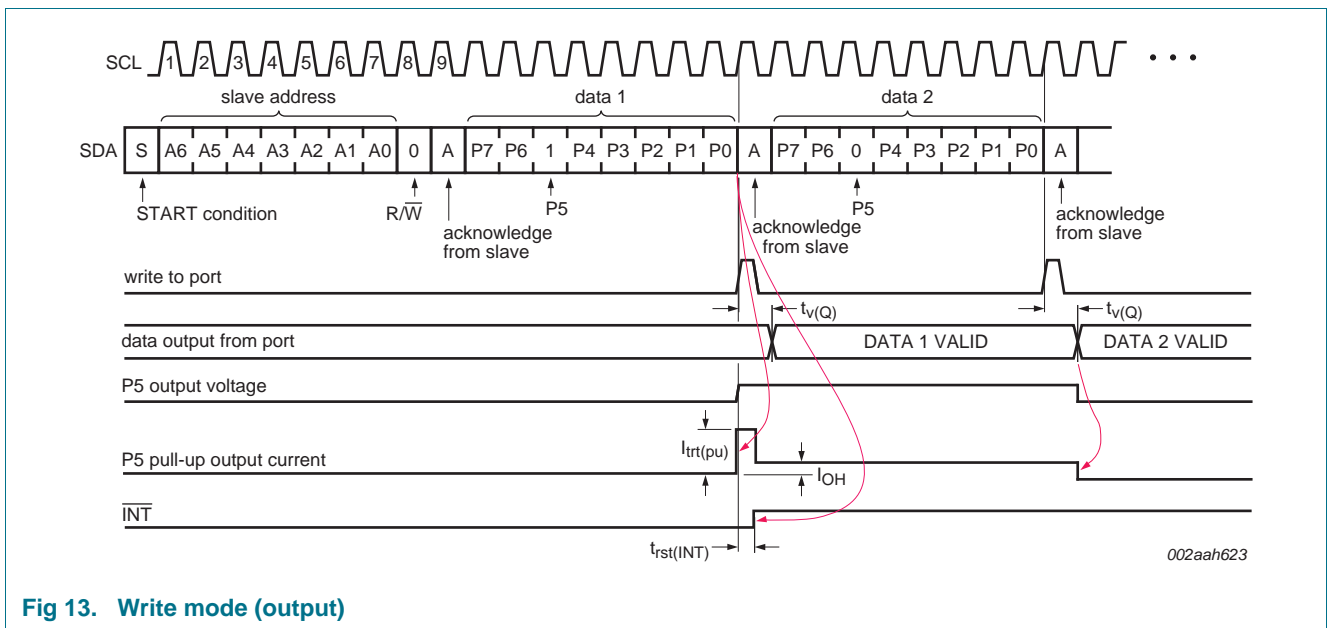 SCL 1 2 3 4 5 6 7 8 9
slave address data 1 data 2
SDA S A6 A5 A4 A3 A2 A1 A0 0 A P7 P6 1 P4 P3 P2 P1 P0 A P7 P6 0 P4 P3 P2 P1 P0 A
START condition R/W̅ P5 P5
acknowledge
from slave
acknowledge
from slave
acknowledge
from slave
write to port
tv(Q) tv(Q)
data output from port DATA 1 VALID DATA 2 VALID
P5 output voltage
Itrt(pu)
P5 pull-up output current
IOH
I̅N̅T̅
trst(INT)
002aah623
Fig 13. Write mode (output)